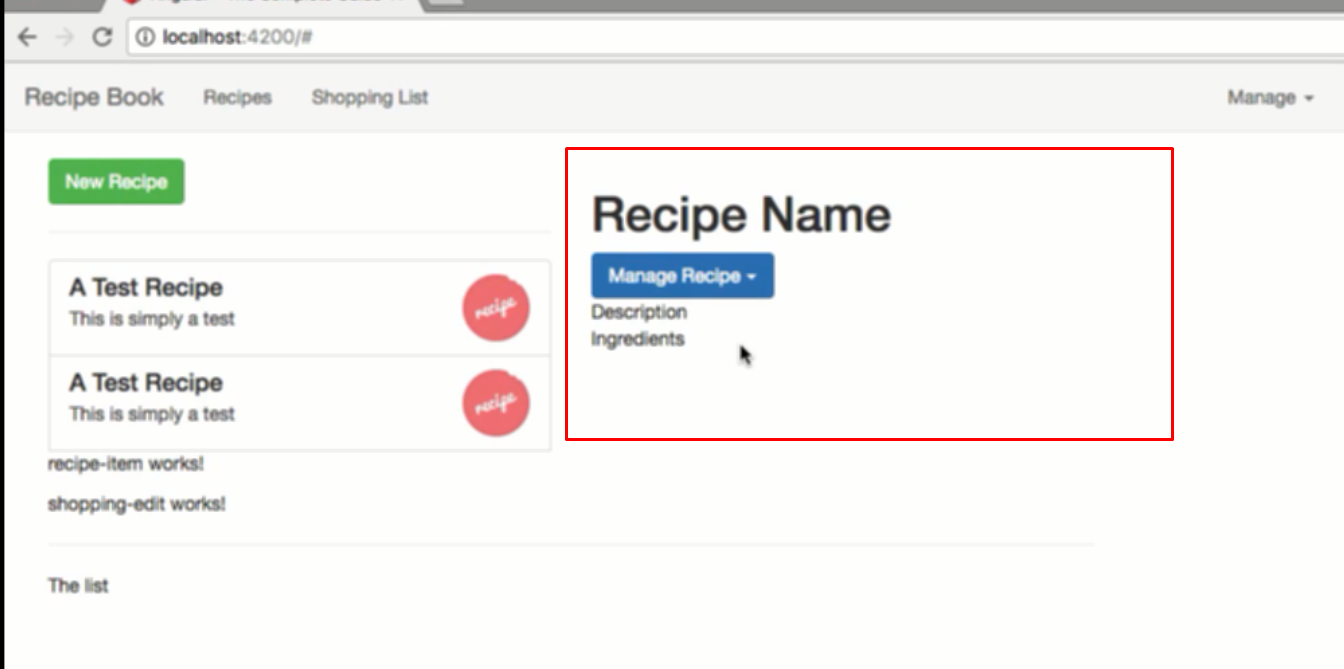 localhost:4200/#
Recipe Book Recipes Shopping List Manage
New Recipe
A Test Recipe
This is simply a test
recipe
A Test Recipe
This is simply a test
recipe
recipe-item works!
shopping-edit works!
The list
Recipe Name
Manage Recipe
Description
Ingredients